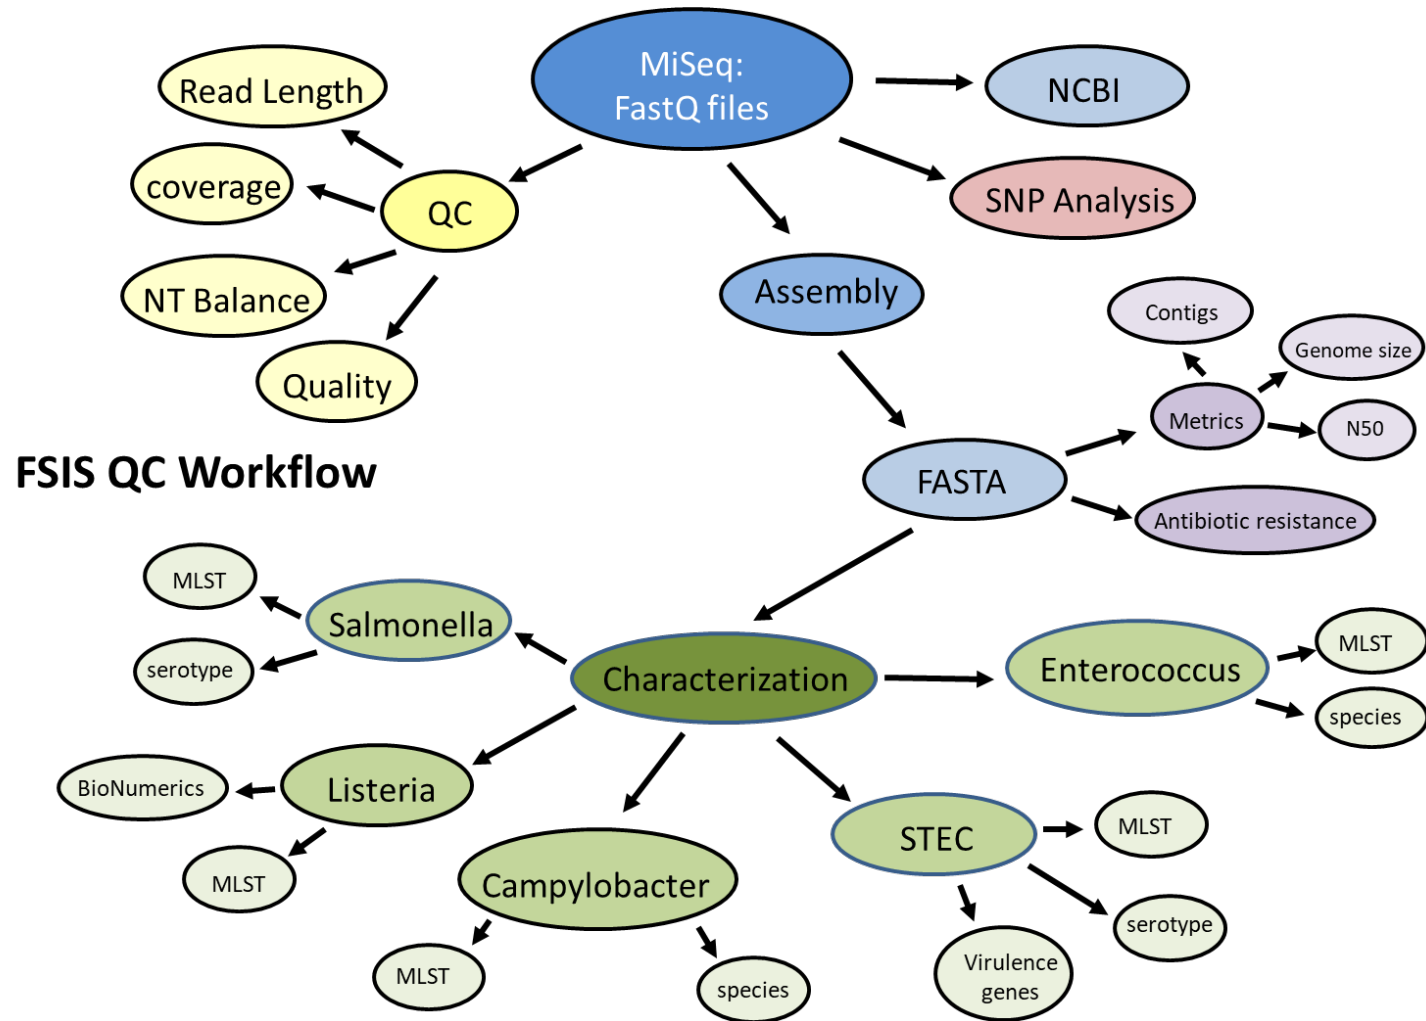 MiSeq:
FastQ files
NCBI
Read Length
coverage
QC
SNP Analysis
NT Balance
Assembly
Quality
Contigs
Genome size
Metrics
N50
FSIS QC Workflow
FASTA
Antibiotic resistance
MLST
Salmonella
serotype
Characterization
Enterococcus
MLST
species
BioNumerics
Listeria
MLST
Campylobacter
MLST
species
STEC
MLST
serotype
Virulence
genes